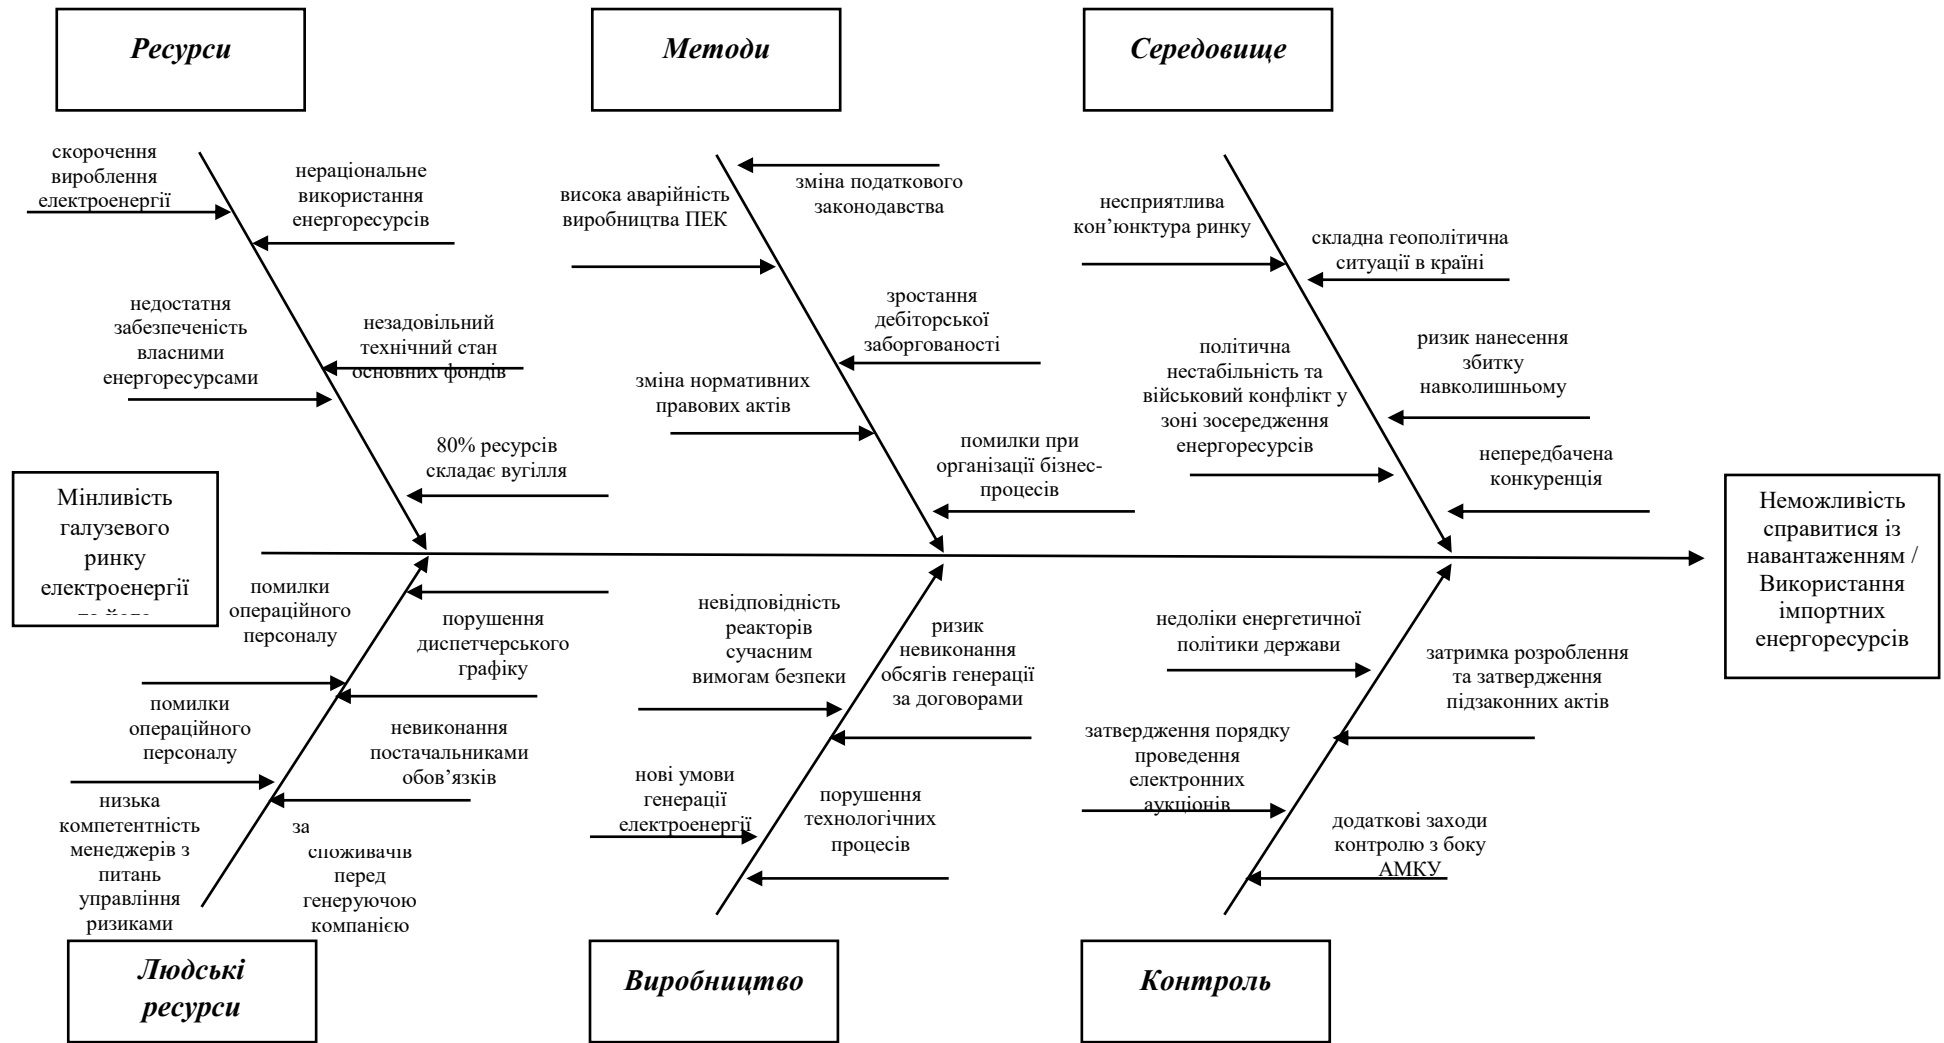 Ресурси
Методи
Середовище
скорочення
вироблення
електроенергії
нераціональне
використання
енергоресурсів
недостятня
забезпеченість
власними
енергоресурсами
незадовільний
технічний стан
основних фондів
80% ресурсів
складає вугілля
висока аварійність
виробництва ПЕК
зміна податкового
законодавства
зростання
дебіторської
заборгованості
зміна нормативних
правових актів
помилки при
організації бізнес-
процесів
несприятлива
кон’юнктура ринку
складна геополітична
ситуації в країні
політична
нестабільність та
військовий конфлікт у
зоні зосередження
енергоресурсів
ризик нанесення
збитку
навколишньому
непередбачена
конкуренція
Мінливість
галузевого
ринку
електроенергії
Неможливість
справитися із
навантаженням /
Використання
імпортних
енергоресурсів
помилки
операційного
персоналу
порушення
диспетчерського
графіку
помилки
операційного
персоналу
невиконання
постачальниками
обов’язків
низька
компетентність
менеджерів з
питань
управління
ризиками
за
споживачів
перед
генеруючою
компанією
невідповідність
реакторів
сучасним
вимогам безпеки
ризик
невиконання
обсягів генерації
за договорами
нові умови
генерації
електроенергії
порушення
технологічних
процесів
недоліки енергетичної
політики держави
затримка розроблення
та затвердження
підзаконних актів
затвердження порядку
проведення
електронних
аукціонів
додаткові заходи
контролю з боку
АМКУ
Людські
ресурси
Виробництво
Контроль